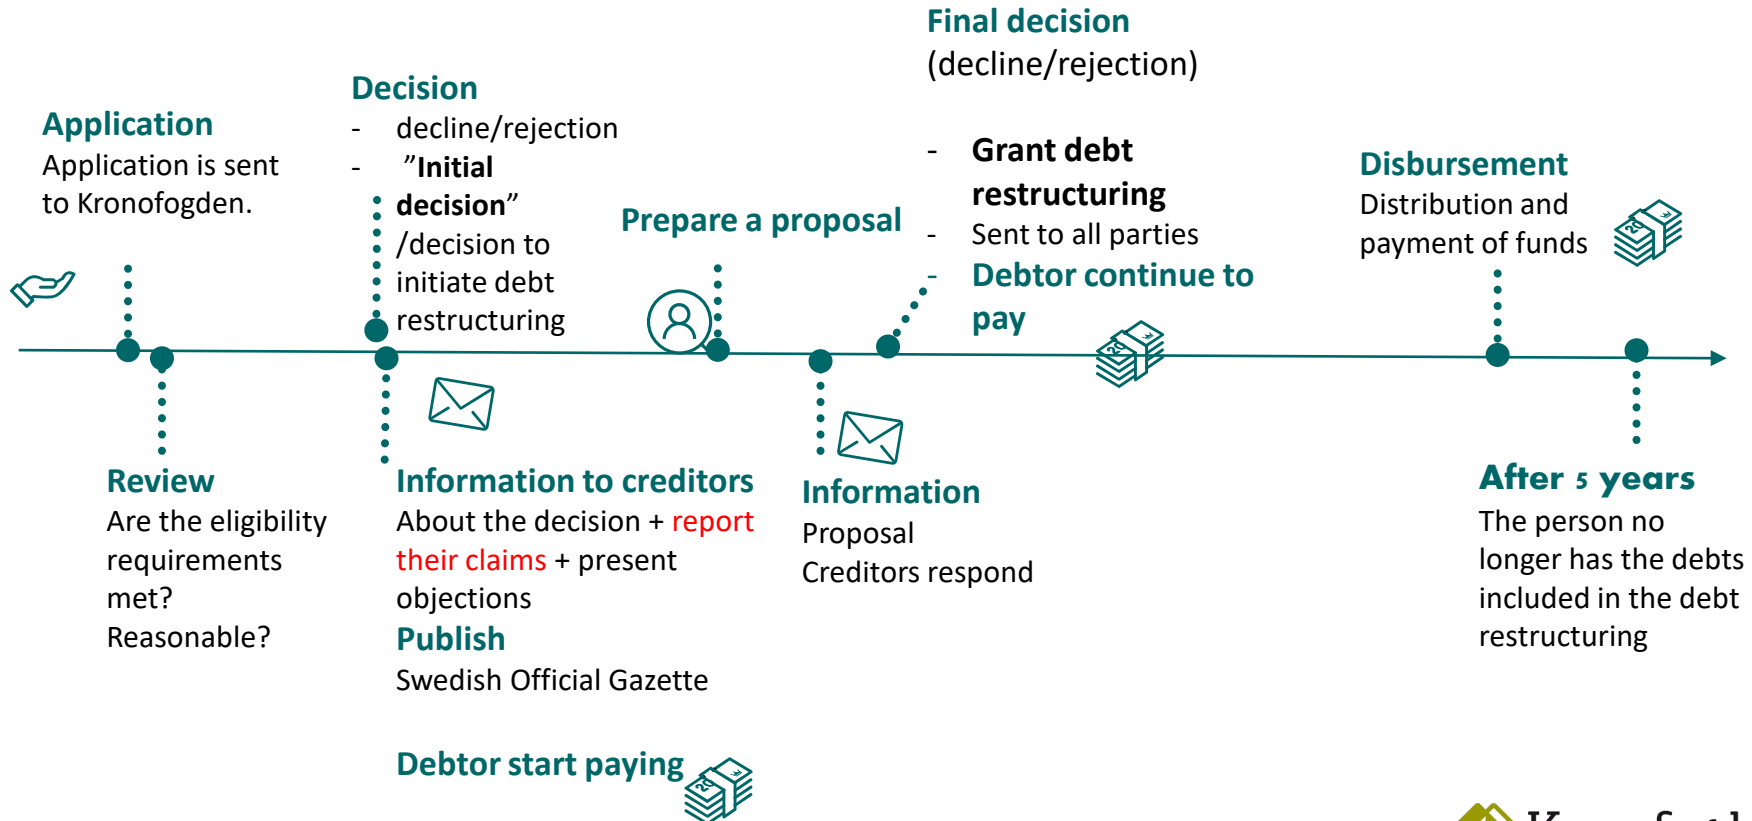 Application
Application is sent
to Kronofogden.
Review
Are the eligibility
requirements
met?
Reasonable?
Decision
- decline/rejection
- ”Initial
decision”
/decision to
initiate debt
restructuring
Information to creditors
About the decision + report
their claims + present
objections
Publish
Swedish Official Gazette
Debtor start paying
Prepare a proposal
Information
Proposal
Creditors respond
Final decision
(decline/rejection)
- Grant debt
restructuring
- Sent to all parties
- Debtor continue to
pay
Disbursement
Distribution and
payment of funds
After 5 years
The person no
longer has the debts
included in the debt
restructuring